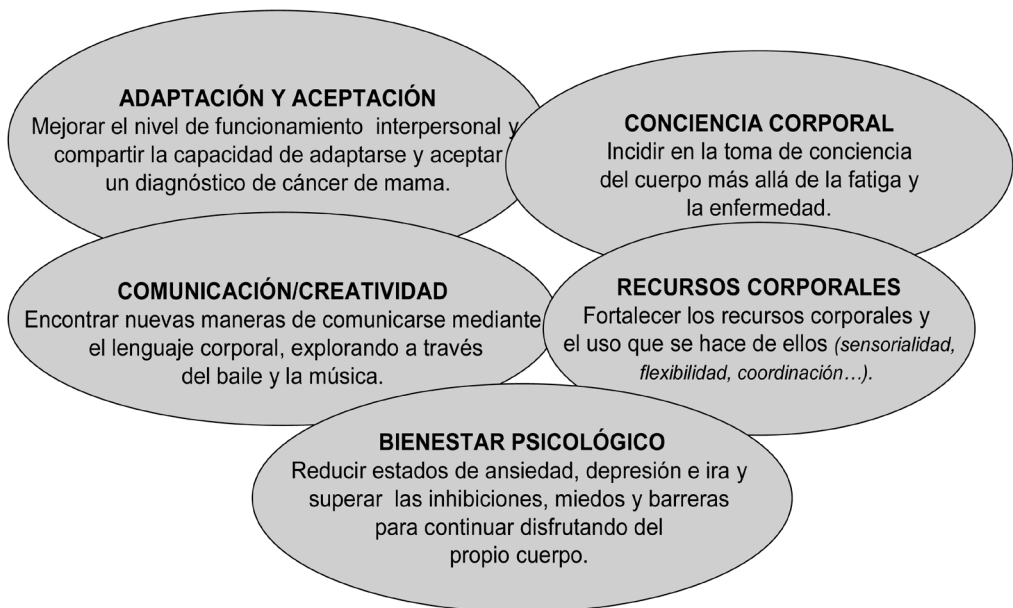 ADAPTACIÓN Y ACEPTACIÓN
Mejorar el nivel de funcionamiento interpersonal y
compartir la capacidad de adaptarse y aceptar
un diagnóstico de cáncer de mama.
CONCIENCIA CORPORAL
Incidir en la toma de conciencia
del cuerpo más allá de la fatiga y
la enfermedad.
COMUNICACIÓN/CREATIVIDAD
Encontrar nuevas maneras de comunicarse mediante
el lenguaje corporal, explorando a través
del baile y la música.
RECURSOS CORPORALES
Fortalecer los recursos corporales y
el uso que se hace de ellos (sensorialidad,
flexibilidad, coordinación…).
BIENESTAR PSICOLÓGICO
Reducir estados de ansiedad, depresión e ira y
superar las inhibiciones, miedos y barreras
para continuar disfrutando del
propio cuerpo.